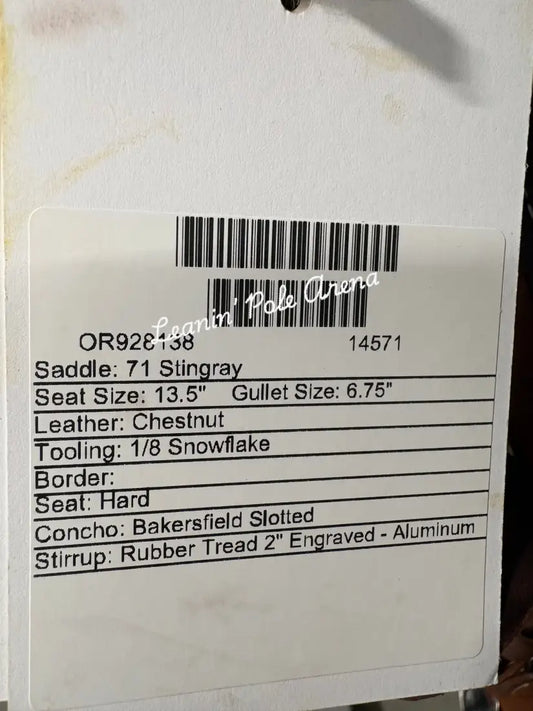 Leanin' Pole Arena
OR928138 14571
Saddle: 71 Stingray
Seat Size: 13.5" Gullet Size: 6.75"
Leather: Chestnut
Tooling: 1/8 Snowflake
Border:
Seat: Hard
Concho: Bakersfield Slotted
Stirrup: Rubber Tread 2" Engraved - Aluminum